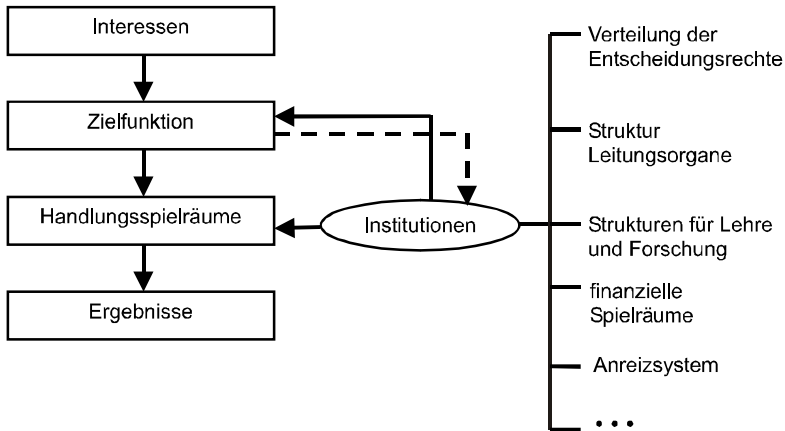 Interessen
Zielfunktion
Handlungsspielräume
Ergebnisse
Institutionen
Verteilung der
Entscheidungsrechte
Struktur
Leitungsorgane
Strukturen für Lehre
und Forschung
finanzielle
Spielräume
Anreizsystem
...